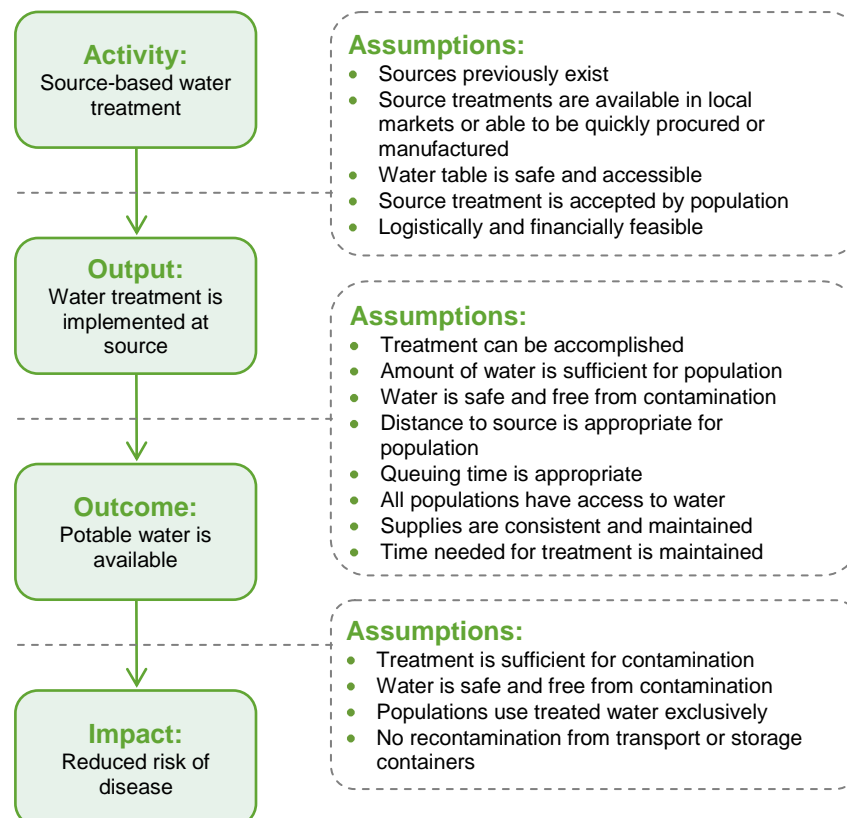 Activity:
Source-based water
treatment
Assumptions:
• Sources previously exist
• Source treatments are available in local
markets or able to be quickly procured or
manufactured
• Water table is safe and accessible
• Source treatment is accepted by population
• Logistically and financially feasible
Output:
Water treatment is
implemented at
source
Assumptions:
• Treatment can be accomplished
• Amount of water is sufficient for population
• Water is safe and free from contamination
• Distance to source is appropriate for
population
• Queuing time is appropriate
• All populations have access to water
• Supplies are consistent and maintained
• Time needed for treatment is maintained
Outcome:
Potable water is
available
Assumptions:
• Treatment is sufficient for contamination
• Water is safe and free from contamination
• Populations use treated water exclusively
• No recontamination from transport or storage
containers
Impact:
Reduced risk of
disease